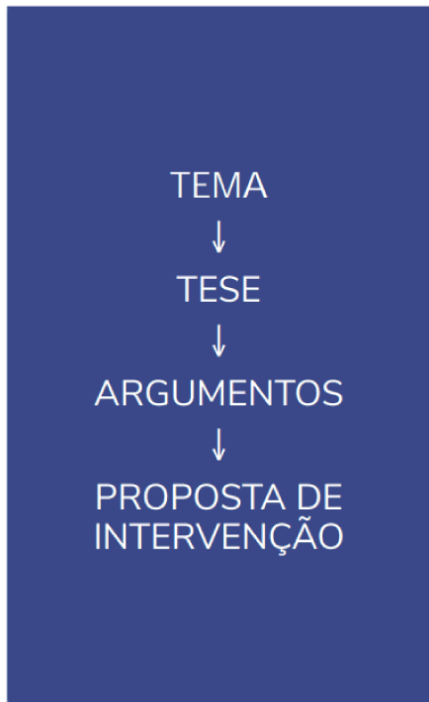 TEMA
↓
TESE
↓
ARGUMENTOS
↓
PROPOSTA DE
INTERVENÇÃO